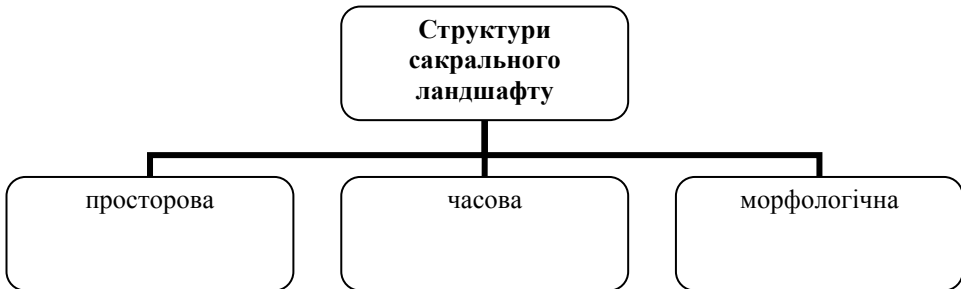 Структури
сакрального
ландшафту
просторова
часова
морфологічна